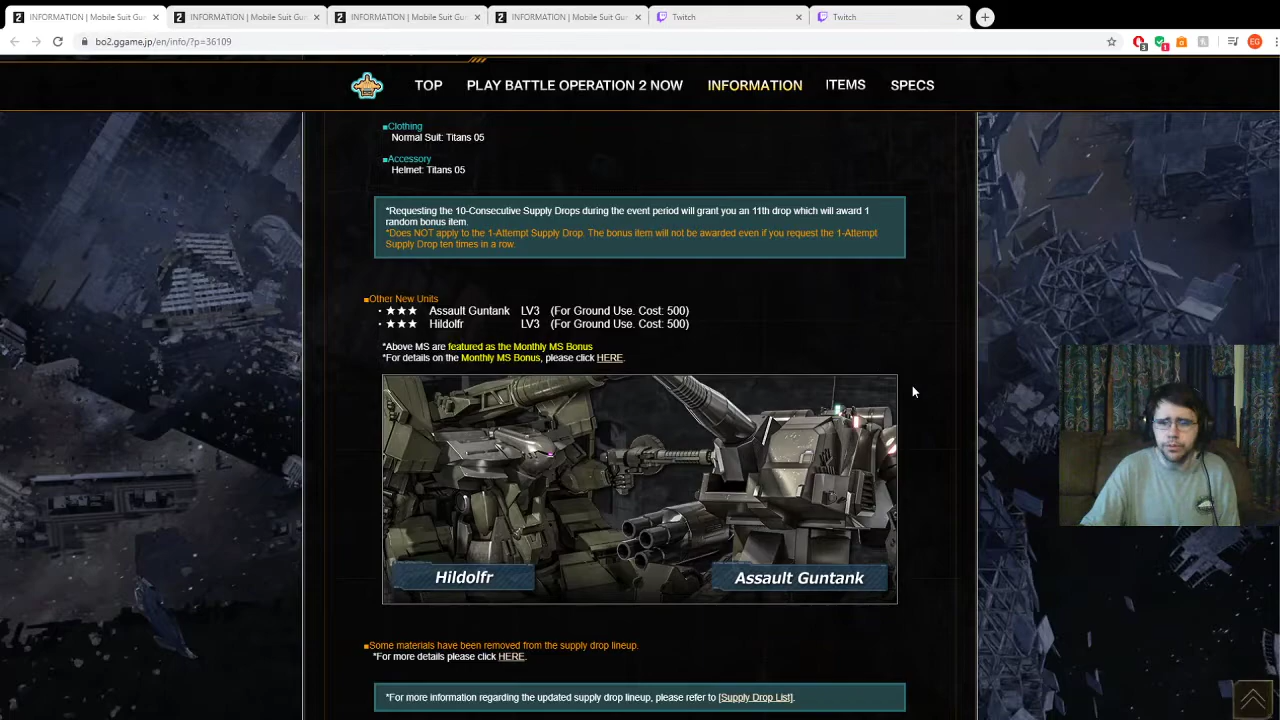 INFORMATION | Mobile Suit Gu
INFORMATION | Mobile Suit Gu
INFORMATION | Mobile Suit Gu
INFORMATION | Mobile Suit Gu
Twitch
Twitch
bo2.ggame.jp/en/info/?p=36109
EG
TOP
PLAY BATTLE OPERATION 2 NOW
INFORMATION
ITEMS
SPECS
■Clothing
Normal Suit: Titans 05
■Accessory
Helmet: Titans 05
*Requesting the 10-Consecutive Supply Drops during the event period will grant you an 11th drop which will award 1
random bonus item.
*Does NOT apply to the 1-Attempt Supply Drop. The bonus item will not be awarded even if you request the 1-Attempt
Supply Drop ten times in a row.
■Other New Units
・★★★ Assault Guntank LV3 (For Ground Use. Cost: 500)
・★★★ Hildolfr LV3 (For Ground Use. Cost: 500)
*Above MS are featured as the Monthly MS Bonus
*For details on the Monthly MS Bonus, please click HERE.
Hildolfr
Assault Guntank
■Some materials have been removed from the supply drop lineup.
*For more details please click HERE.
*For more information regarding the updated supply drop lineup, please refer to [Supply Drop List].